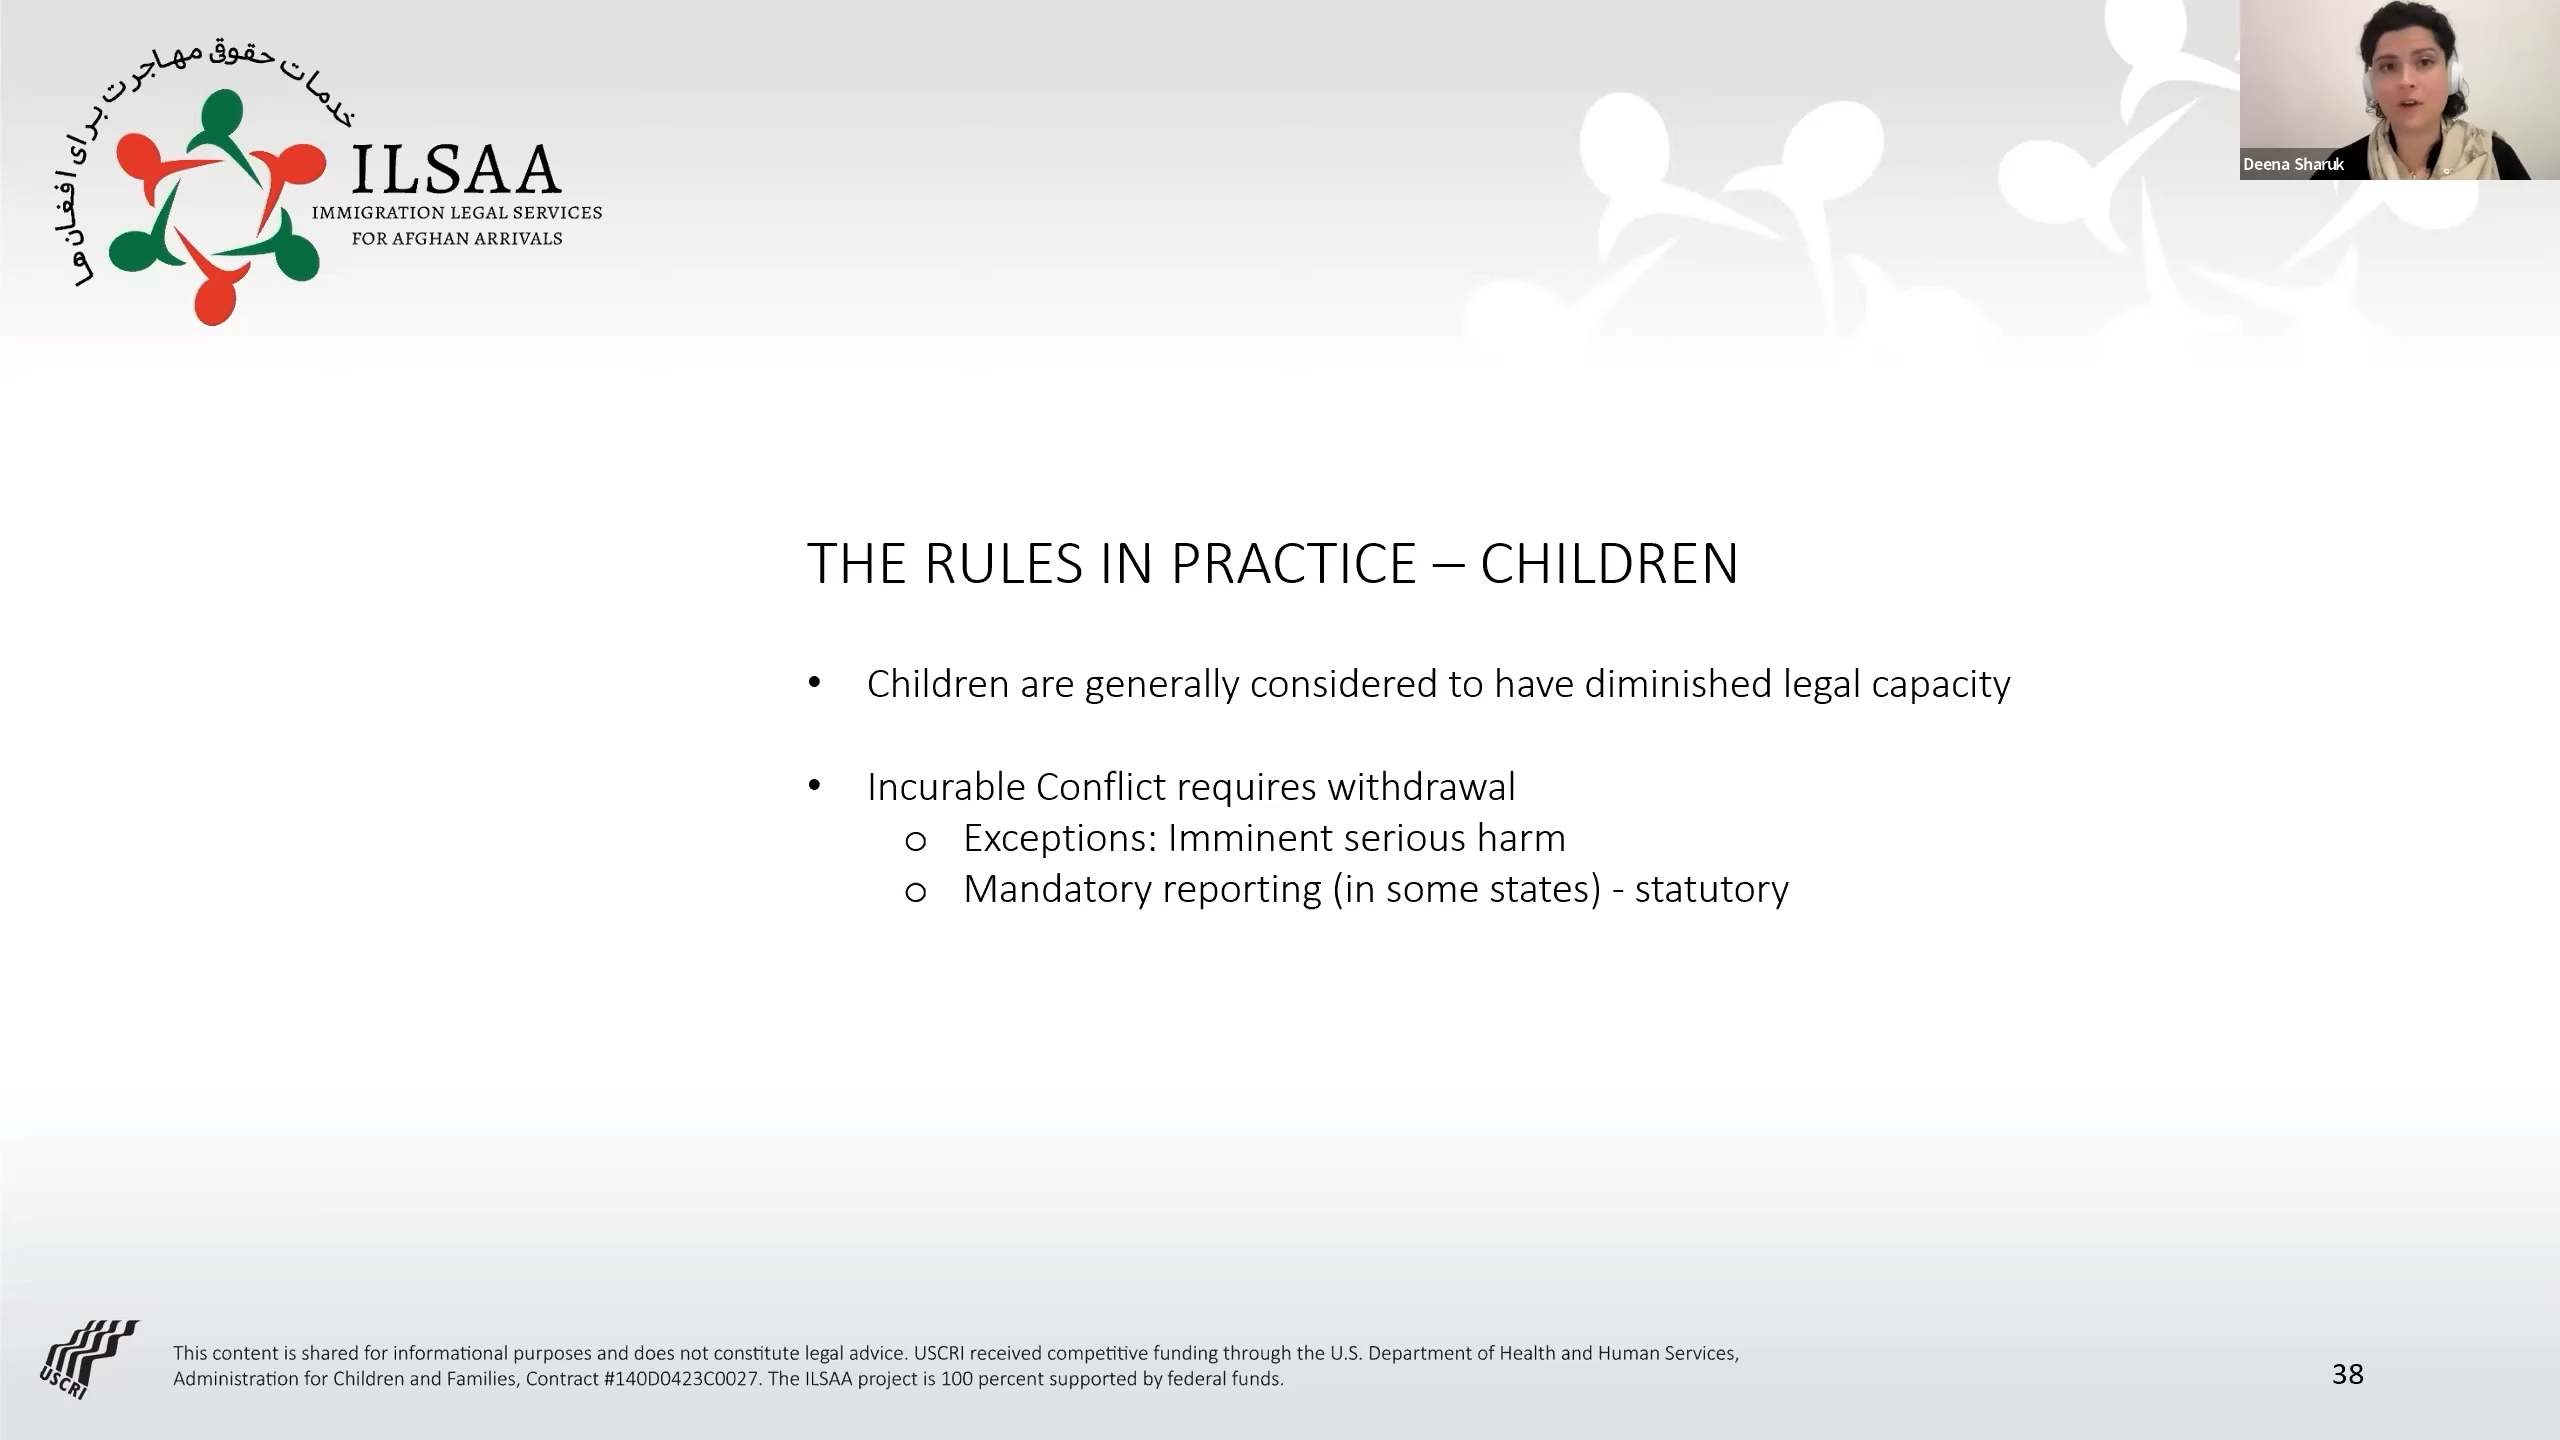 خدمات حقوقی مهاجرت برای افغان‌ها
ILSAA
IMMIGRATION LEGAL SERVICES
FOR AFGHAN ARRIVALS
Deena Sharuk
THE RULES IN PRACTICE – CHILDREN
• Children are generally considered to have diminished legal capacity
• Incurable Conflict requires withdrawal
o Exceptions: Imminent serious harm
o Mandatory reporting (in some states) - statutory
USCRI
This content is shared for informational purposes and does not constitute legal advice. USCRI received competitive funding through the U.S. Department of Health and Human Services,
Administration for Children and Families, Contract #140D0423C0027. The ILSAA project is 100 percent supported by federal funds.
38